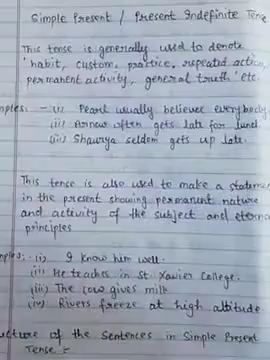 Simple Present / Present Indefinite Tense
This tense is generally used to denote
'habit, custom, practice, repeated action,
permanent activity, general truth' etc.
mples: - (i) Pearl usually believes everybody
(ii) Arnav often gets late for lunch
(iii) Shaurya seldom gets up late.
This tense is also used to make a statement
in the present showing permanent nature
and activity of the subject and eternal
principles
mples: (i) I know him well.
(ii) He teaches in St. Xavier College.
(iii) The cow gives milk
(iv) Rivers freeze at high altitude
ucture of the Sentences in Simple Present
Tense =